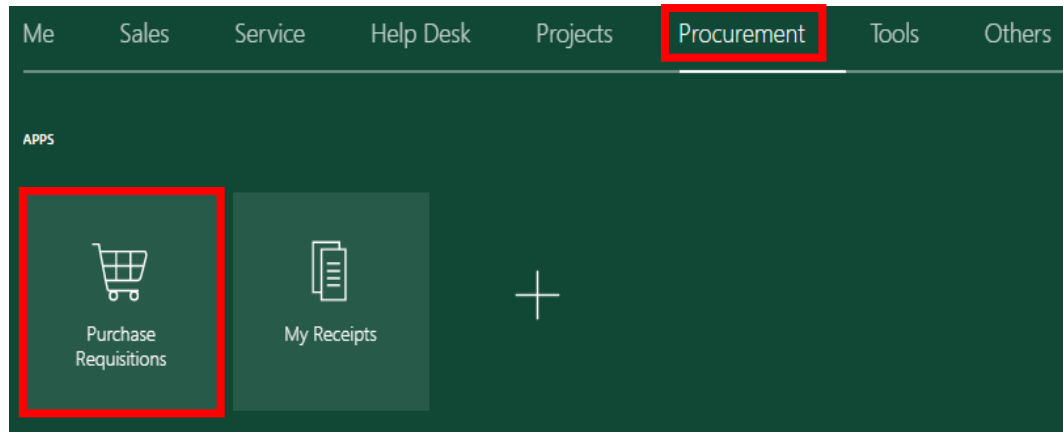 Me Sales Service Help Desk Projects Procurement Tools Others
APPS
Purchase
Requisitions
My Receipts